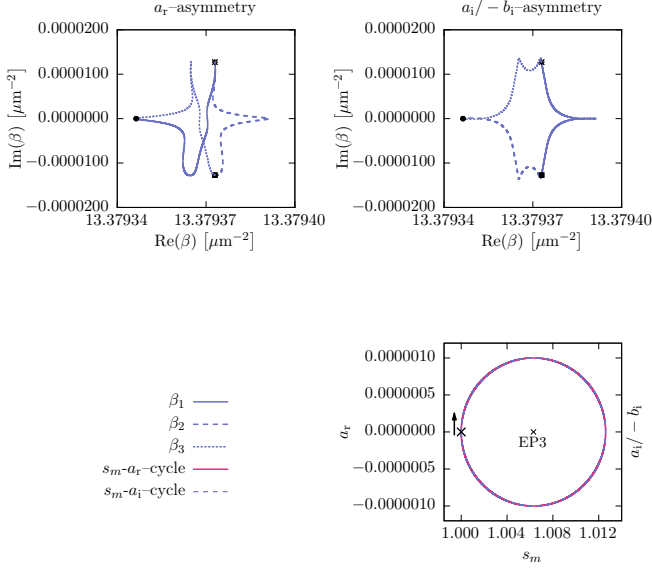 a_r–asymmetry
a_i/ − b_i–asymmetry
0.0000200
0.0000100
0.0000000
−0.0000100
−0.0000200
Im(β) [μm⁻²]
13.37934
13.37937
13.37940
Re(β) [μm⁻²]
0.0000200
0.0000100
0.0000000
−0.0000100
−0.0000200
Im(β) [μm⁻²]
13.37934
13.37937
13.37940
Re(β) [μm⁻²]
β₁
β₂
β₃
s_m-a_r–cycle
s_m-a_i–cycle
0.0000010
0.0000005
0.0000000
−0.0000005
−0.0000010
a_r
EP3
a_i/ − b_i
1.000
1.004
1.008
1.012
s_m